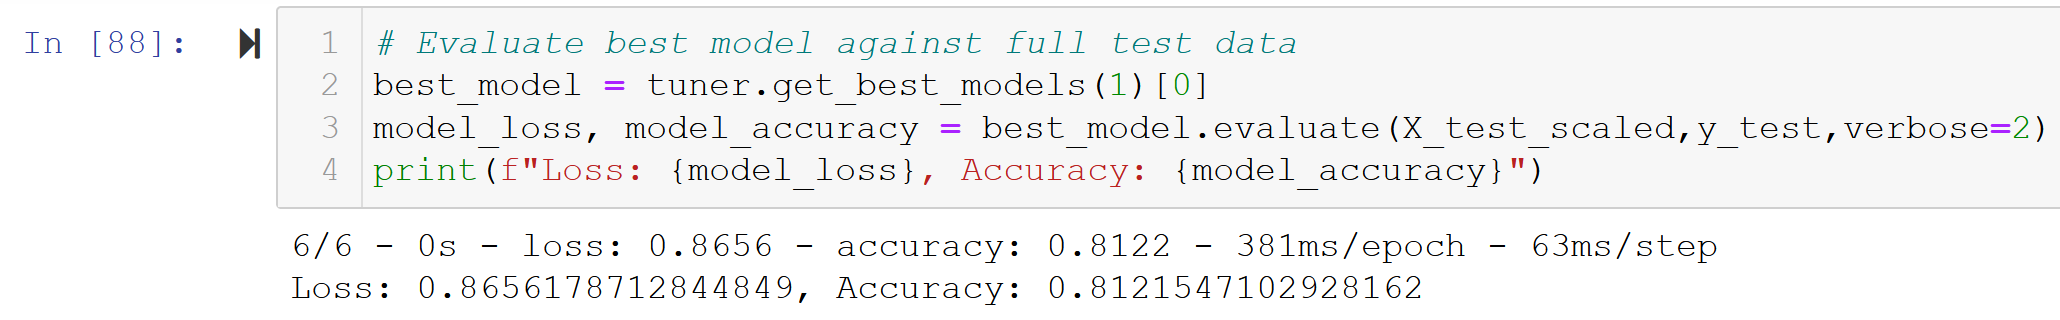 In [88]:
1 # Evaluate best model against full test data
2 best_model = tuner.get_best_models(1)[0]
3 model_loss, model_accuracy = best_model.evaluate(X_test_scaled,y_test,verbose=2)
4 print(f"Loss: {model_loss}, Accuracy: {model_accuracy}")
6/6 - 0s - loss: 0.8656 - accuracy: 0.8122 - 381ms/epoch - 63ms/step
Loss: 0.8656178712844849, Accuracy: 0.8121547102928162